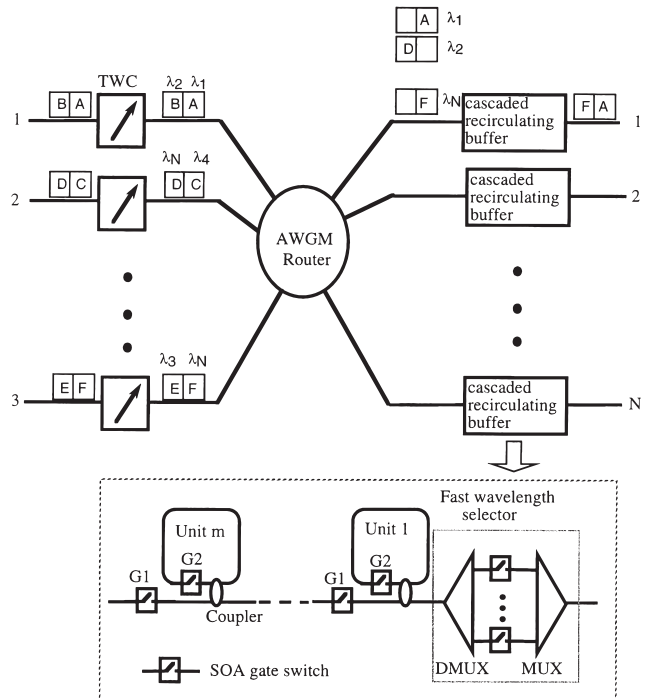 A λ1
D λ2
TWC λ2 λ1
B A B A F λN cascaded F A
1 recirculating 1
buffer
λN λ4
D C D C cascaded
2 recirculating 2
buffer
AWGM
Router
λ3 λN
E F E F cascaded
3 recirculating N
buffer
Fast wavelength
selector
Unit m Unit 1
G2 G2
G1 G1
Coupler
SOA gate switch DMUX MUX